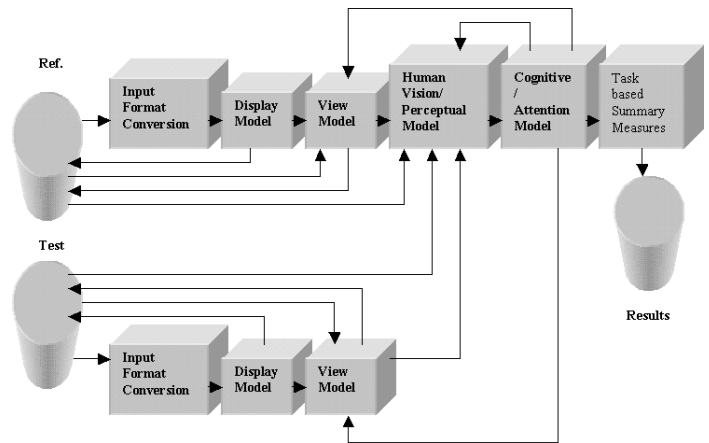 Ref.
Input
Format
Conversion
Display
Model
View
Model
Human
Vision/
Perceptual
Model
Cognitive
/
Attention
Model
Task
based
Summary
Measures
Test
Results
Input
Format
Conversion
Display
Model
View
Model